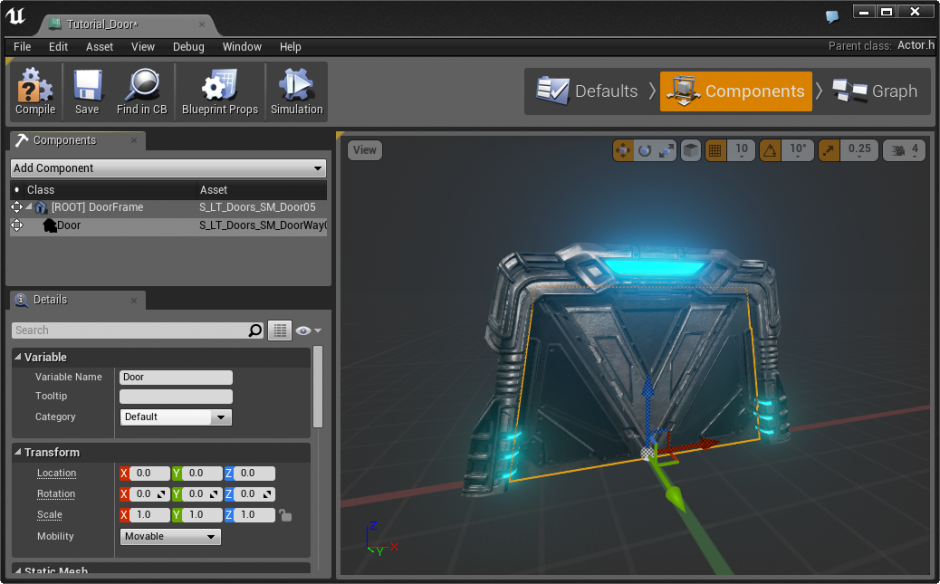 Tutorial_Door*
File Edit Asset View Debug Window Help
Parent class: Actor.h
Compile Save Find in CB Blueprint Props Simulation
Defaults Components Graph
Components
Add Component
Class Asset
[ROOT] DoorFrame S_LT_Doors_SM_Door05
Door S_LT_Doors_SM_DoorWay0
View 10 10° 0.25 4
Details
Search
Variable
Variable Name Door
Tooltip
Category Default
Transform
Location X 0.0 Y 0.0 Z 0.0
Rotation X 0.0 Y 0.0 Z 0.0
Scale X 1.0 Y 1.0 Z 1.0
Mobility Movable
Static Mesh
Z
X
Y